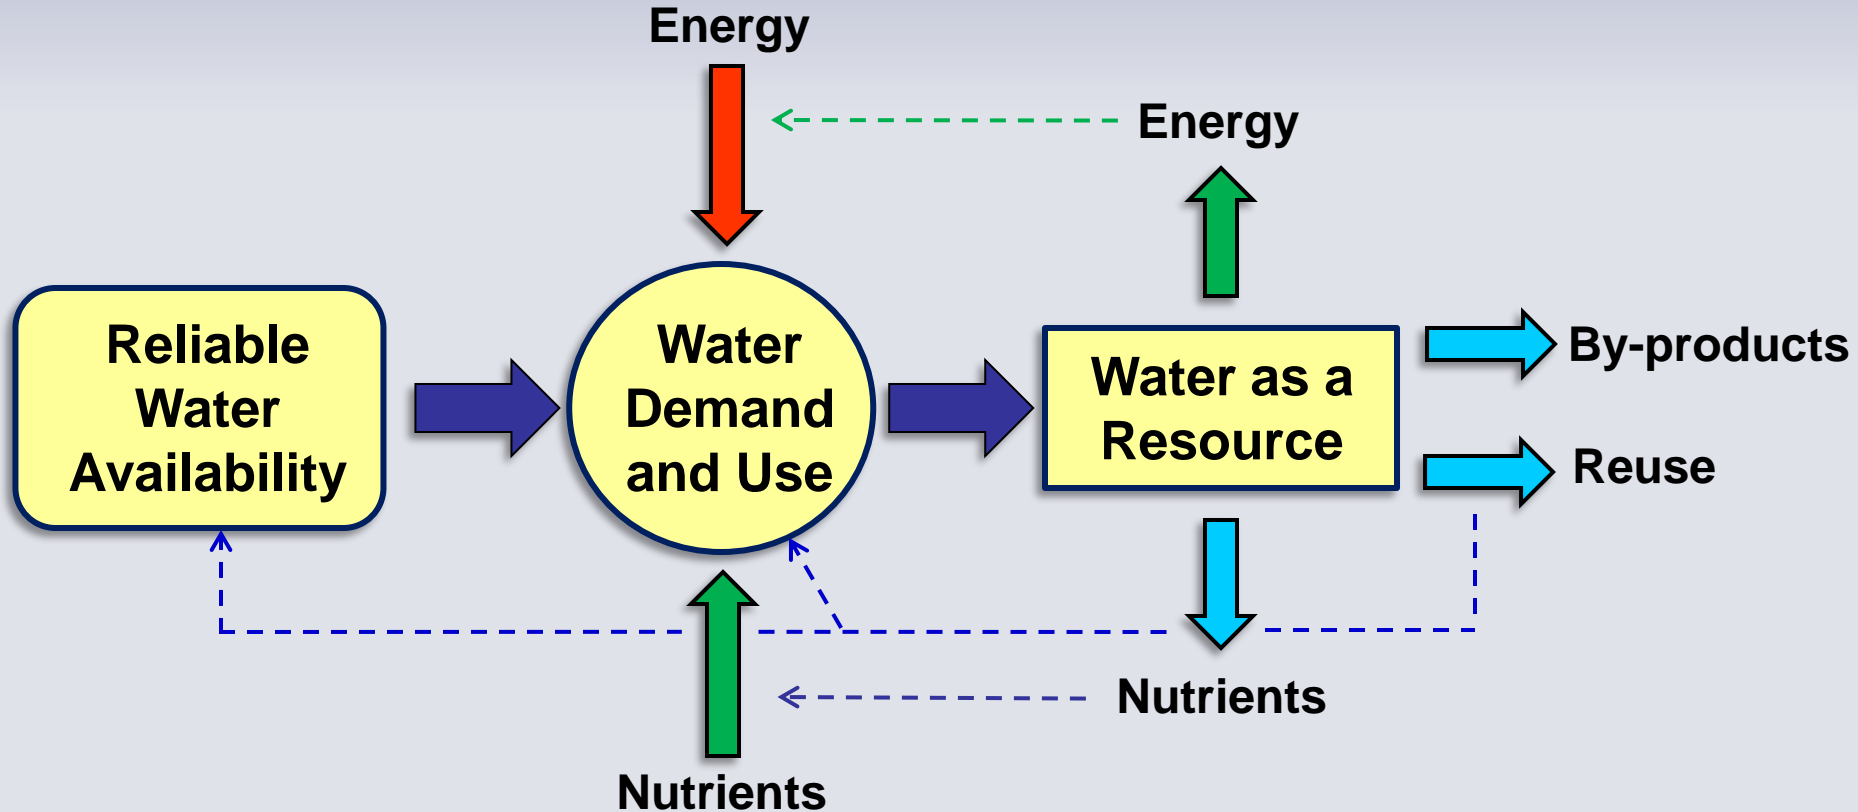 Energy
Energy
Reliable
Water
Availability
Water
Demand
and Use
Water as a
Resource
By-products
Reuse
Nutrients
Nutrients